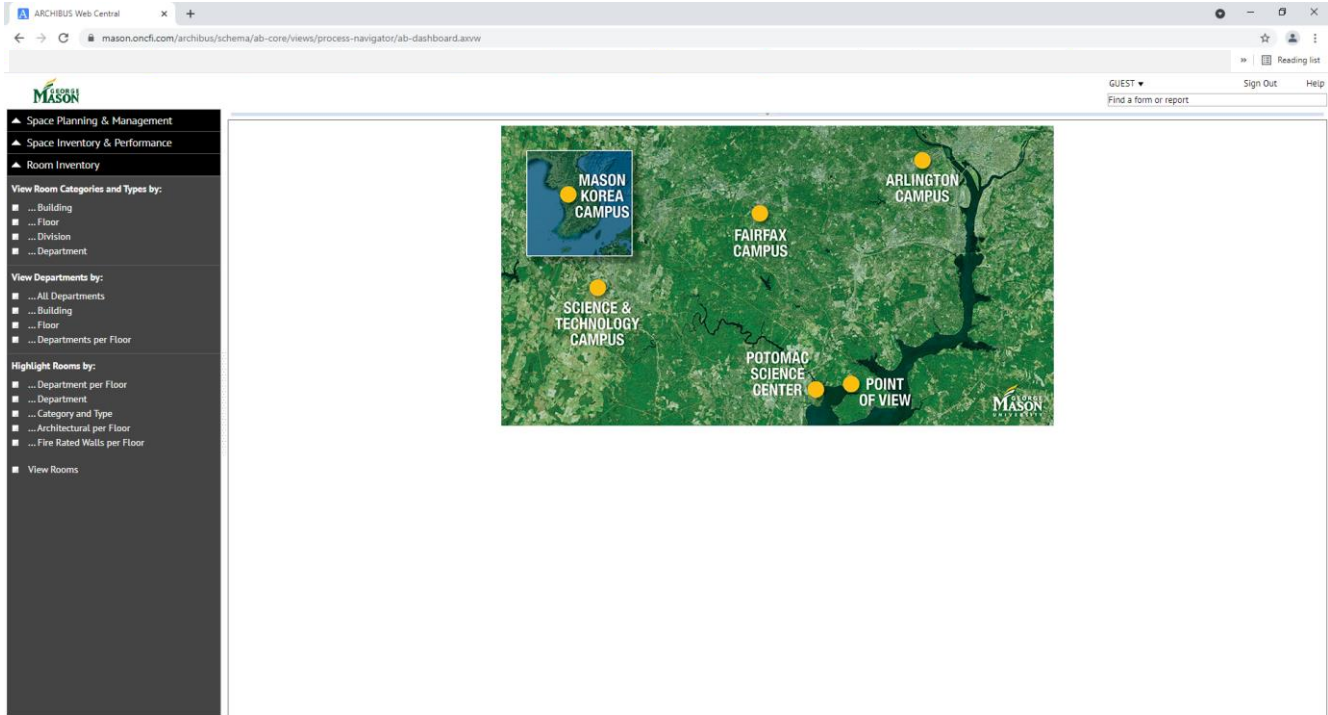 ARCHIBUS Web Central
mason.oncfi.com/archibus/schema/ab-core/views/process-navigator/ab-dashboard.axvw
Reading list
GEORGE
MASON
GUEST
Sign Out
Help
Find a form or report
Space Planning & Management
Space Inventory & Performance
Room Inventory
View Room Categories and Types by:
... Building
... Floor
... Division
... Department
View Departments by:
... All Departments
... Building
... Floor
... Departments per Floor
Highlight Rooms by:
... Department per Floor
... Department
... Category and Type
... Architectural per Floor
... Fire Rated Walls per Floor
View Rooms
MASON
KOREA
CAMPUS
ARLINGTON
CAMPUS
FAIRFAX
CAMPUS
SCIENCE &
TECHNOLOGY
CAMPUS
POTOMAC
SCIENCE
CENTER
POINT
OF VIEW
GEORGE
MASON
UNIVERSITY